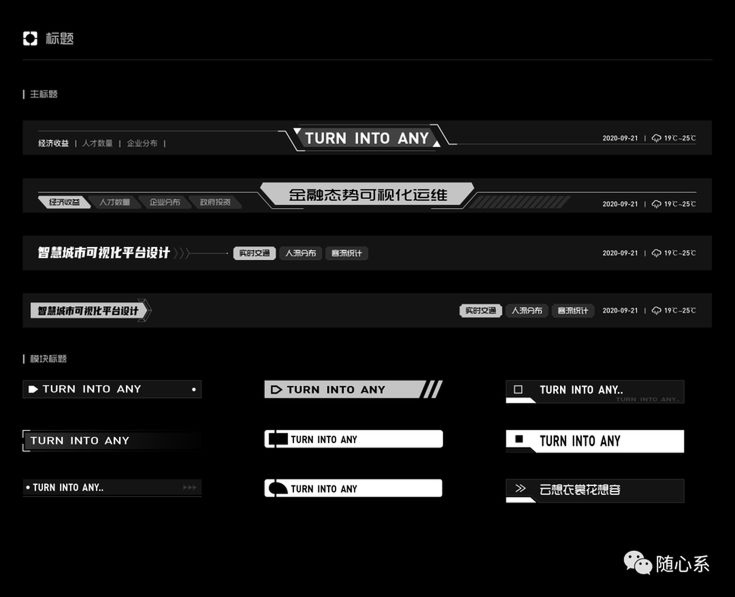 标题
主标题
经济收益 | 人才数量 | 企业分布 | TURN INTO ANY 2020-09-21 | 19℃~25℃
经济收益 人才数量 企业分布 政府投资 金融态势可视化运维 2020-09-21 | 19℃~25℃
智慧城市可视化平台设计 实时交通 人流分布 客流统计 2020-09-21 | 19℃~25℃
智慧城市可视化平台设计 实时交通 人流分布 客流统计 2020-09-21 | 19℃~25℃
模块标题
TURN INTO ANY TURN INTO ANY TURN INTO ANY..
TURN INTO ANY..
TURN INTO ANY TURN INTO ANY TURN INTO ANY
TURN INTO ANY.. TURN INTO ANY 云想衣裳花想容
随心系